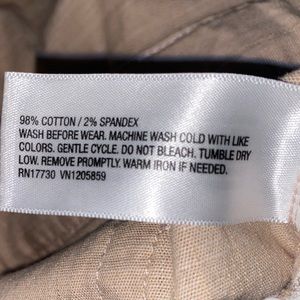 98% COTTON / 2% SPANDEX
WASH BEFORE WEAR. MACHINE WASH COLD WITH LIKE
COLORS. GENTLE CYCLE. DO NOT BLEACH. TUMBLE DRY
LOW. REMOVE PROMPTLY. WARM IRON IF NEEDED.
RN17730 VN1205859